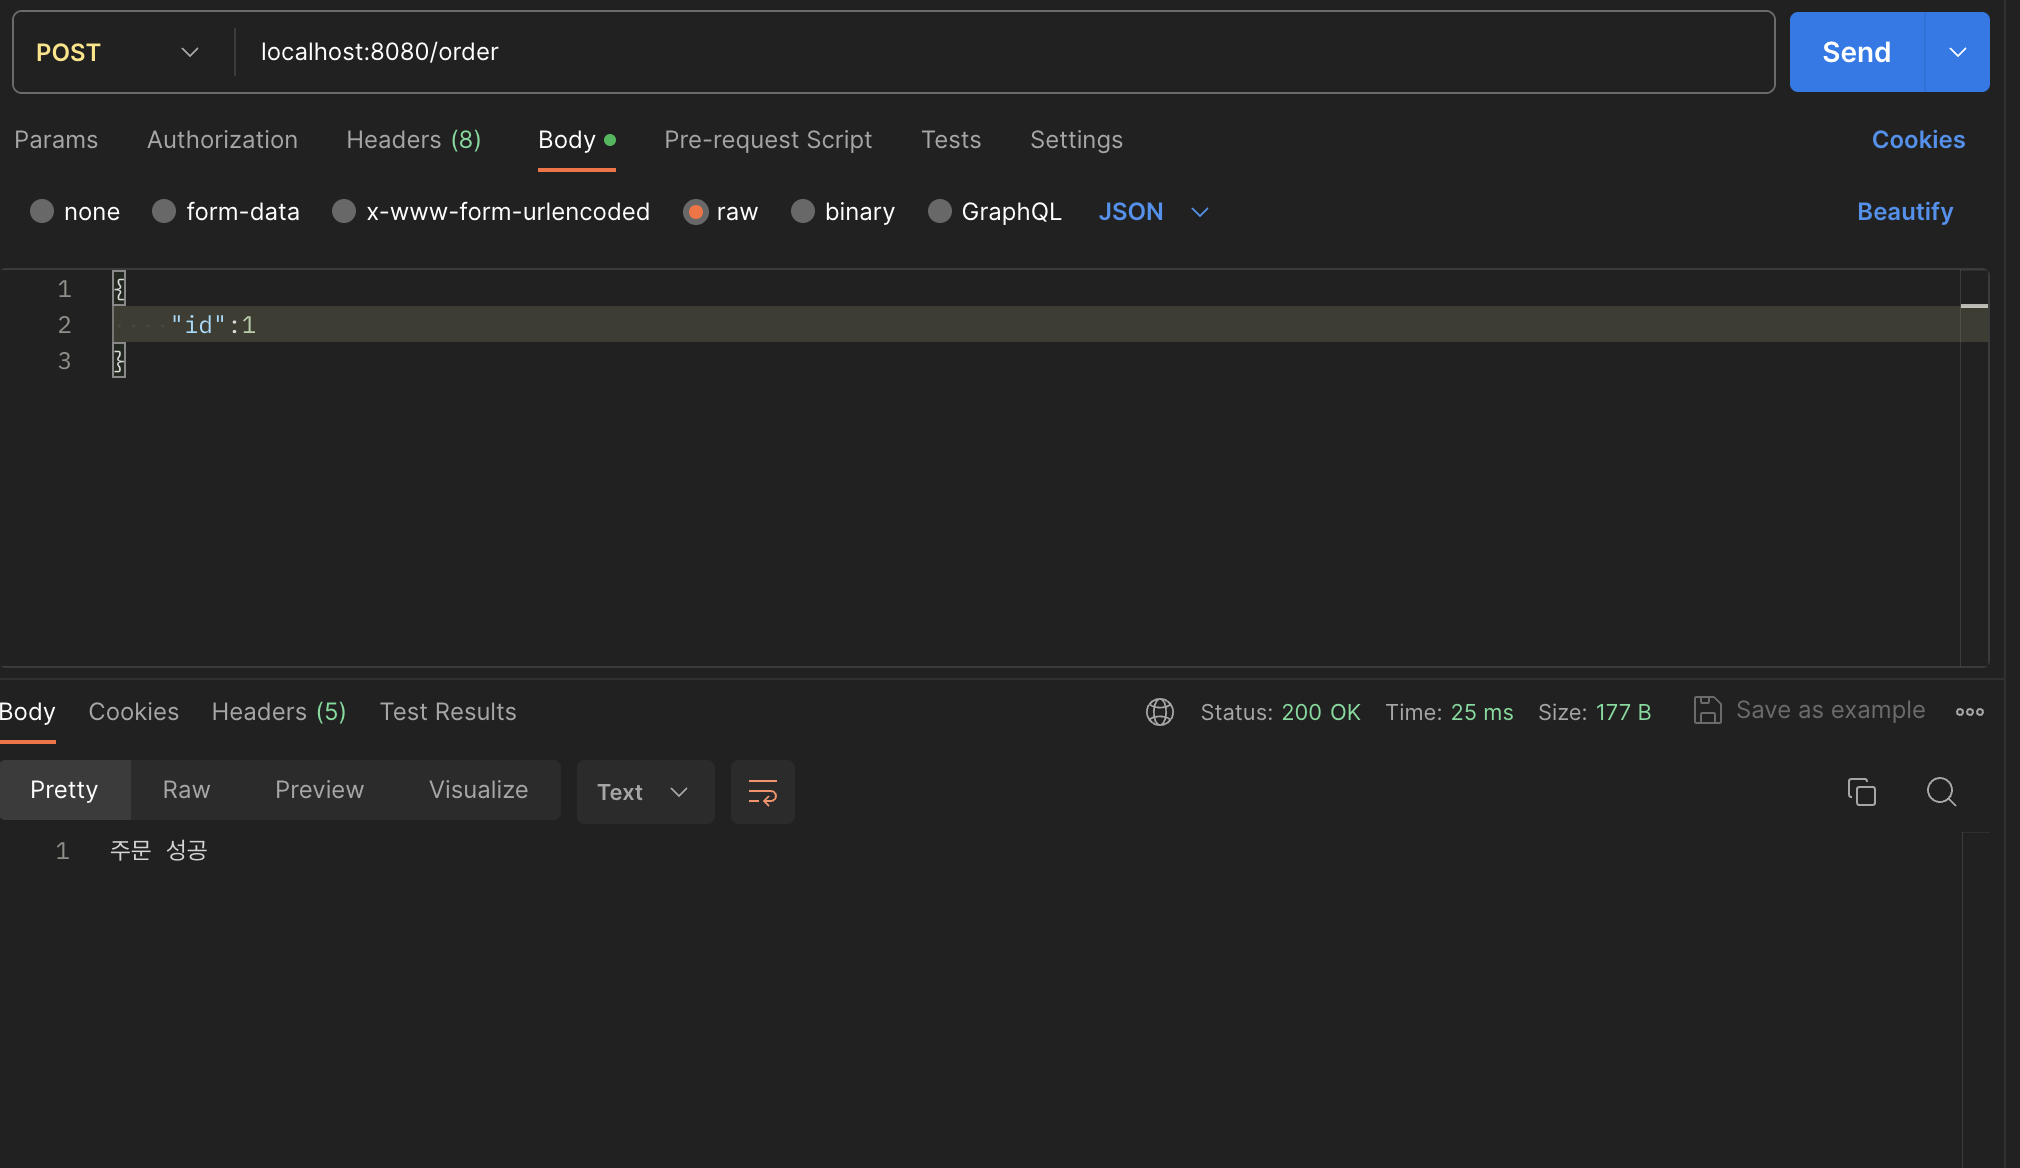 POST localhost:8080/order Send
Params Authorization Headers (8) Body Pre-request Script Tests Settings Cookies
none form-data x-www-form-urlencoded raw binary GraphQL JSON Beautify
1 {
2 "id":1
3 }
Body Cookies Headers (5) Test Results Status: 200 OK Time: 25 ms Size: 177 B Save as example
Pretty Raw Preview Visualize Text
1 주문 성공